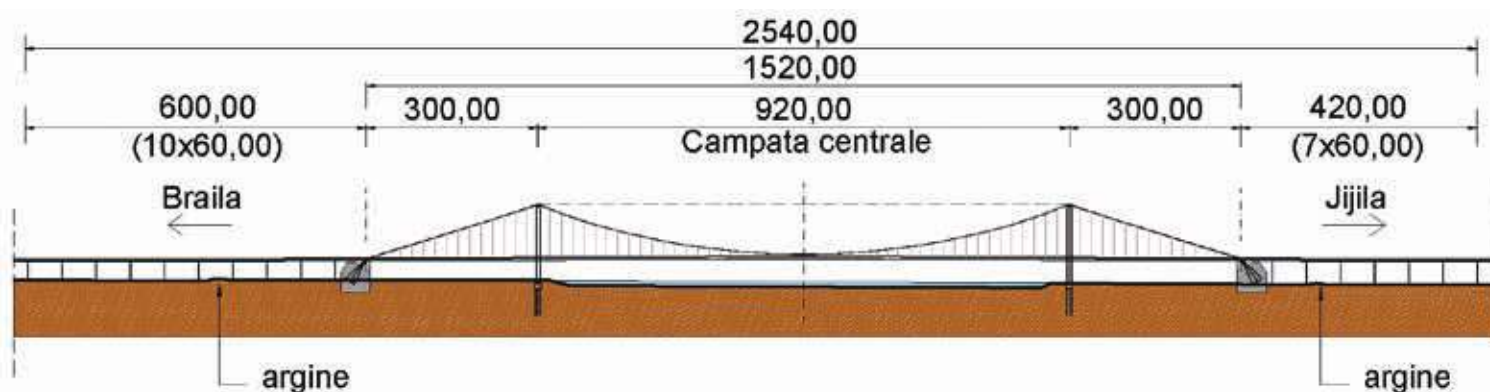 2540,00
1520,00
600,00 300,00 920,00 300,00 420,00
(10x60,00) Campata centrale (7x60,00)
Braila Jijila
argine argine